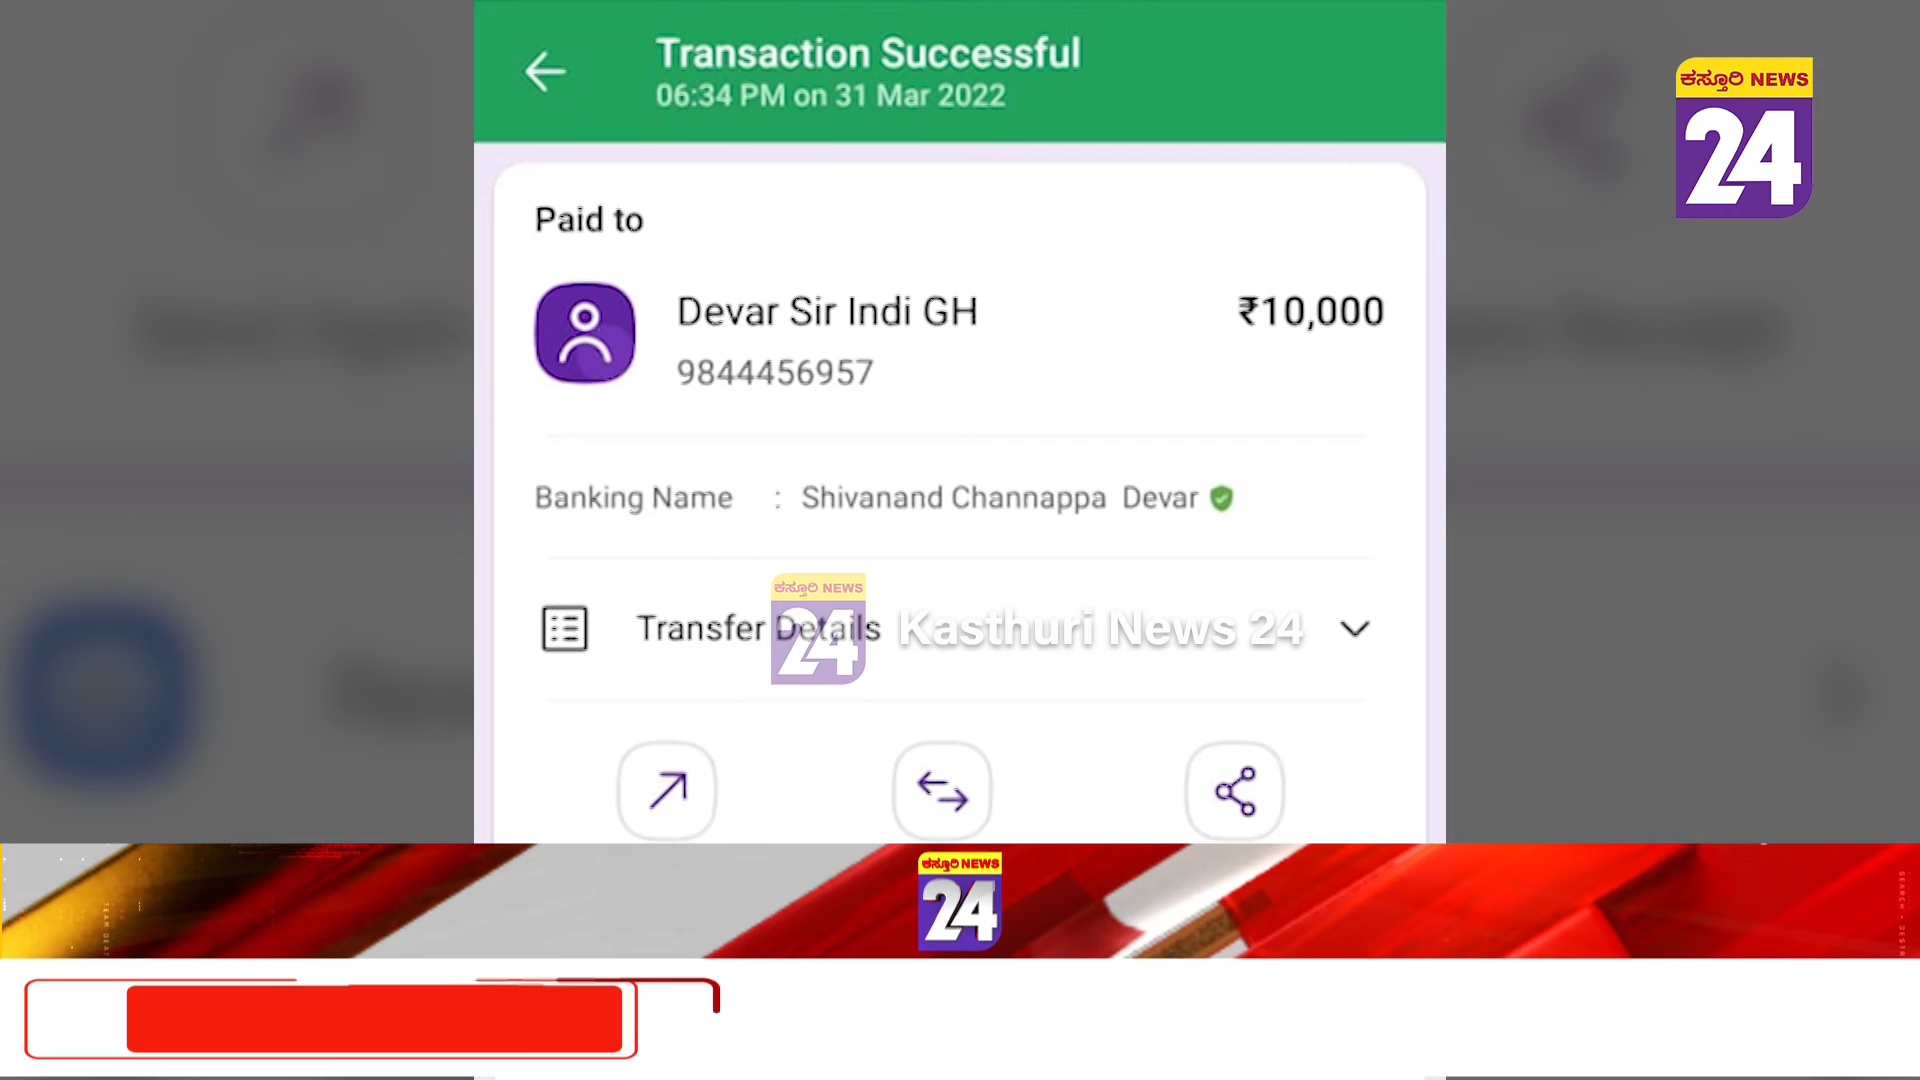 Transaction Successful
06:34 PM on 31 Mar 2022
ಕಸ್ತೂರಿ NEWS
24
Paid to
Devar Sir Indi GH
₹10,000
9844456957
Banking Name : Shivanand Channappa Devar
Transfer Details
ಕಸ್ತೂರಿ NEWS
24
Kasthuri News 24
ಕಸ್ತೂರಿ NEWS
24